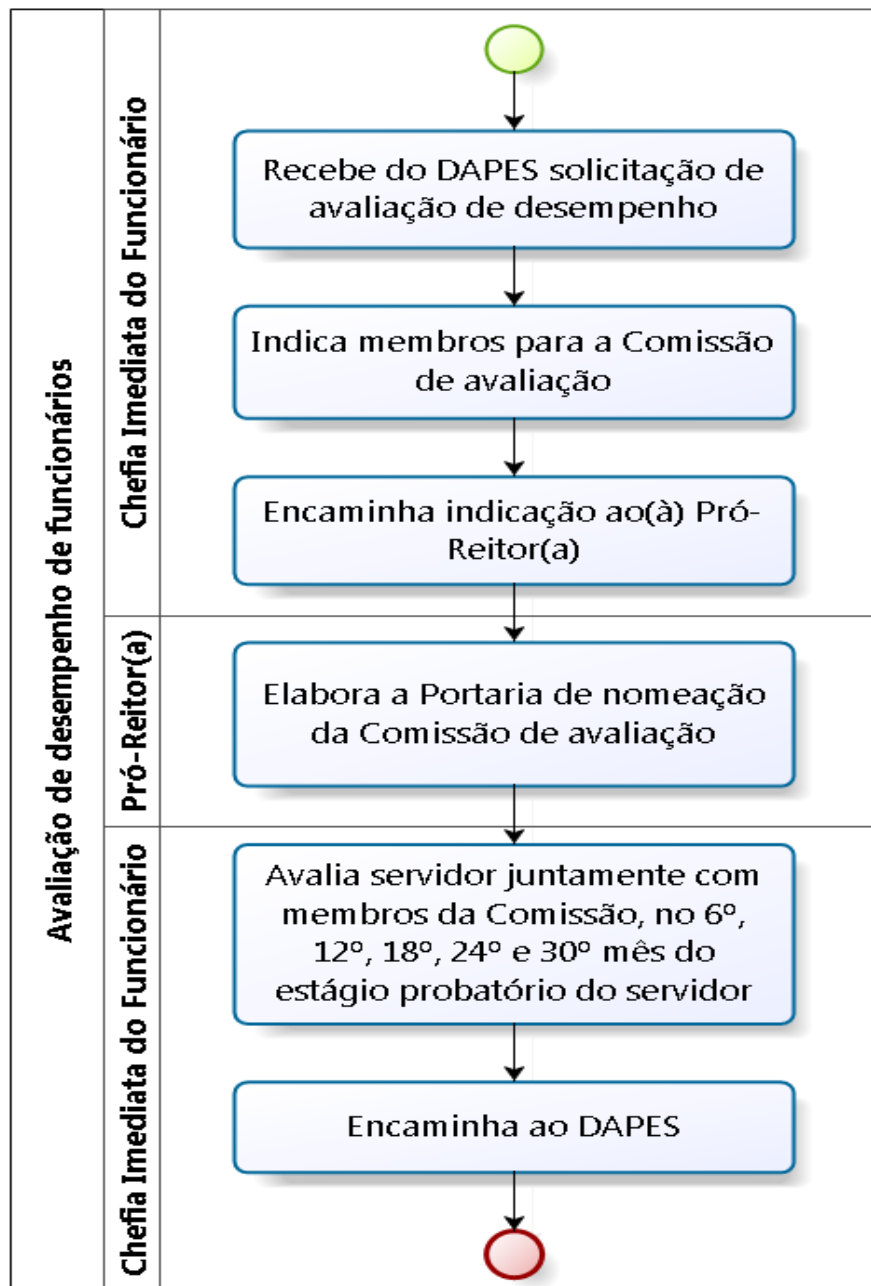 Avaliação de desempenho de funcionários
Chefia Imediata do Funcionário
Recebe do DAPES solicitação de
avaliação de desempenho
Indica membros para a Comissão
de avaliação
Encaminha indicação ao(à) Pró-
Reitor(a)
Pró-Reitor(a)
Elabora a Portaria de nomeação
da Comissão de avaliação
Chefia Imediata do Funcionário
Avalia servidor juntamente com
membros da Comissão, no 6º,
12º, 18º, 24º e 30º mês do
estágio probatório do servidor
Encaminha ao DAPES